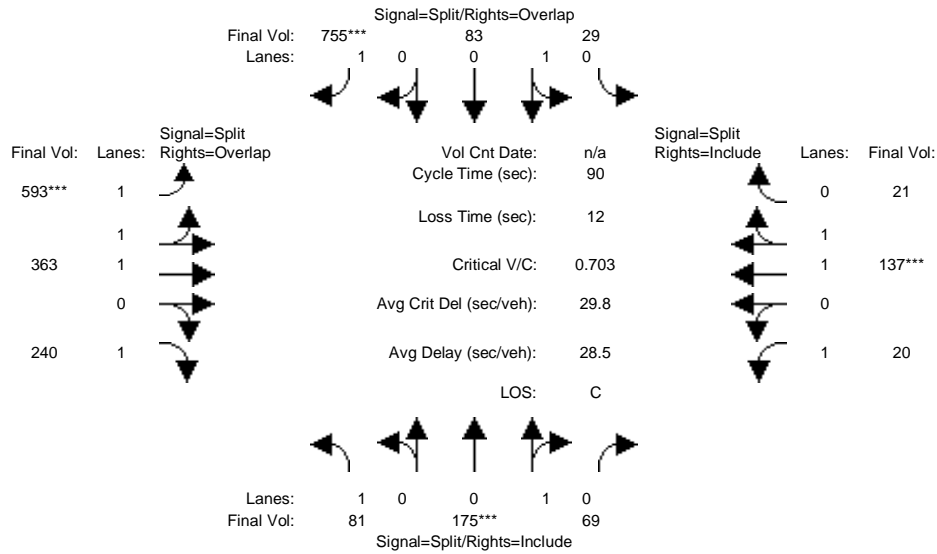 Signal=Split/Rights=Overlap
Final Vol: 755*** 83 29
Lanes: 1 0 0 1 0
Signal=Split
Final Vol: Lanes: Rights=Overlap
Vol Cnt Date: n/a
Signal=Split
Rights=Include Lanes: Final Vol:
Cycle Time (sec): 90
593*** 1
0 21
Loss Time (sec): 12
1
1
363 1
Critical V/C: 0.703
1 137***
0
Avg Crit Del (sec/veh): 29.8
0
240 1
Avg Delay (sec/veh): 28.5
1 20
LOS: C
Lanes: 1 0 0 1 0
Final Vol: 81 175*** 69
Signal=Split/Rights=Include